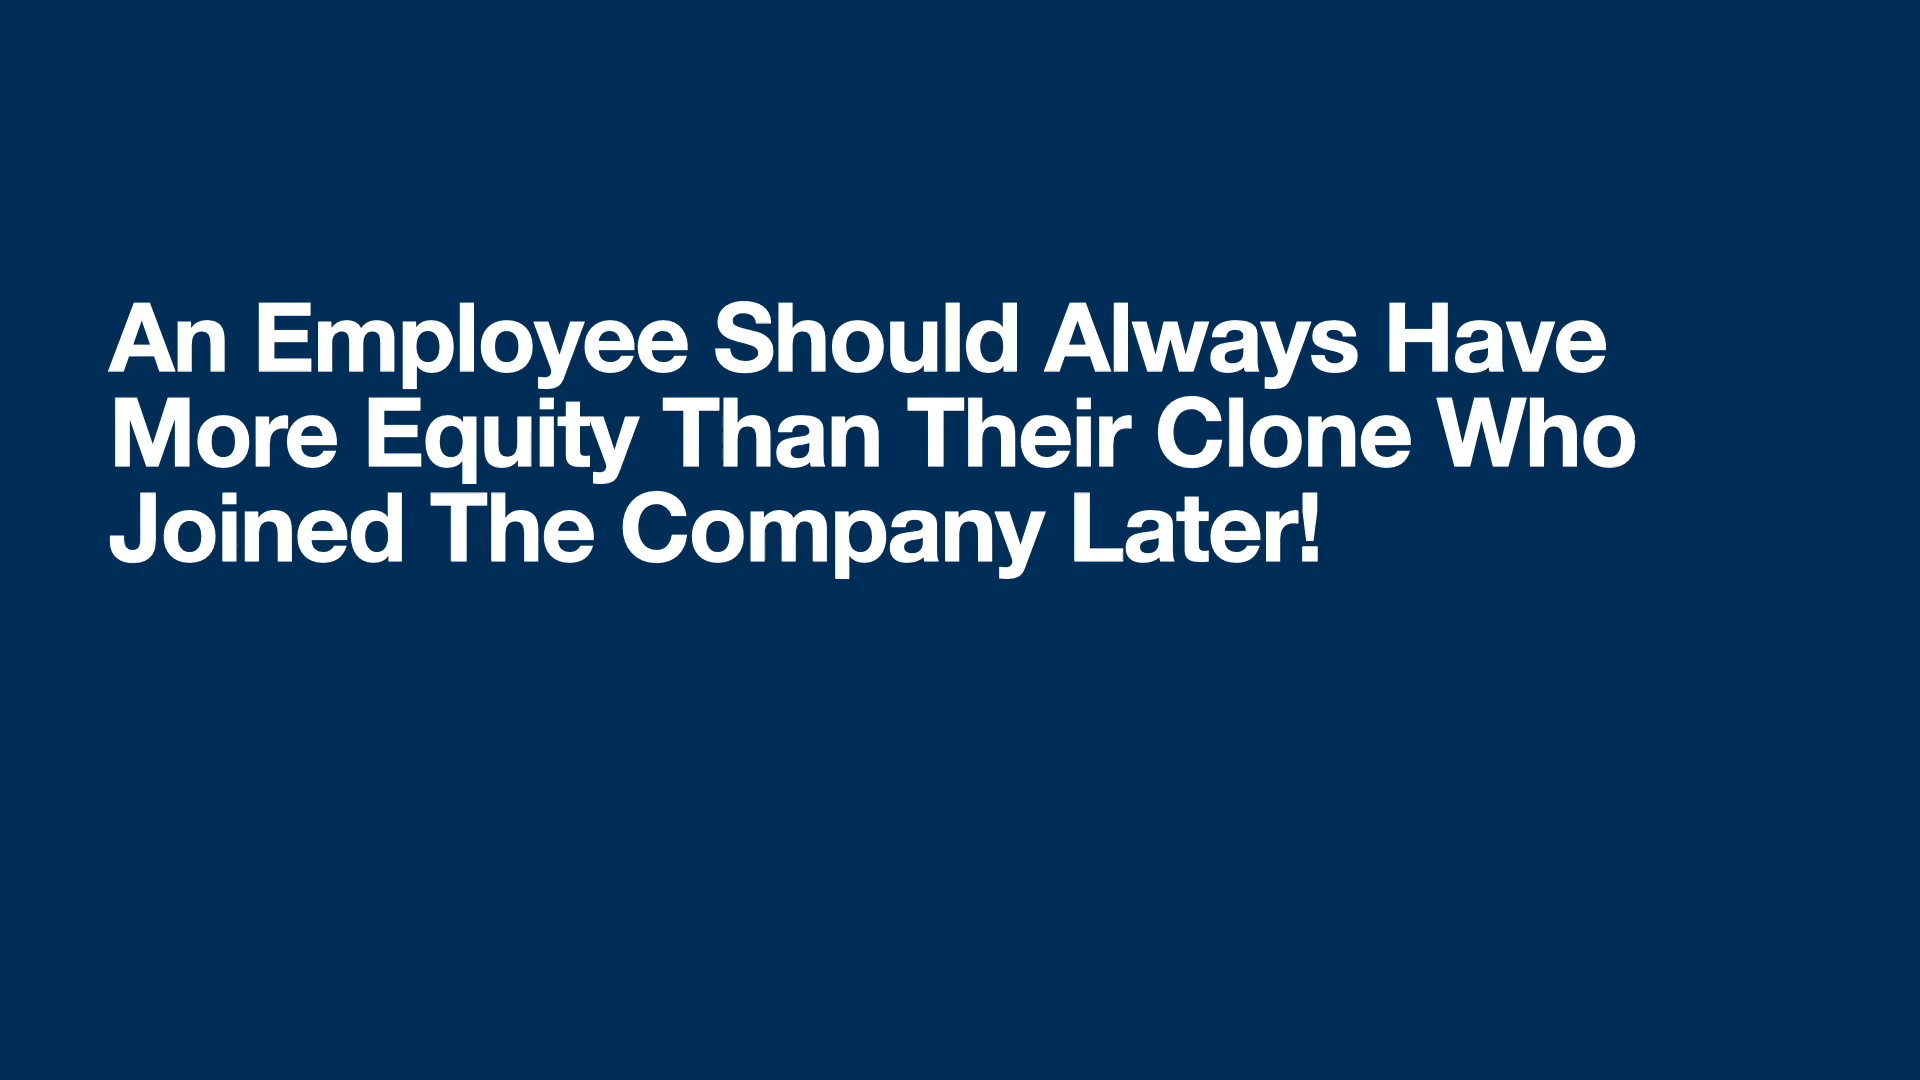 An Employee Should Always Have
More Equity Than Their Clone Who
Joined The Company Later!